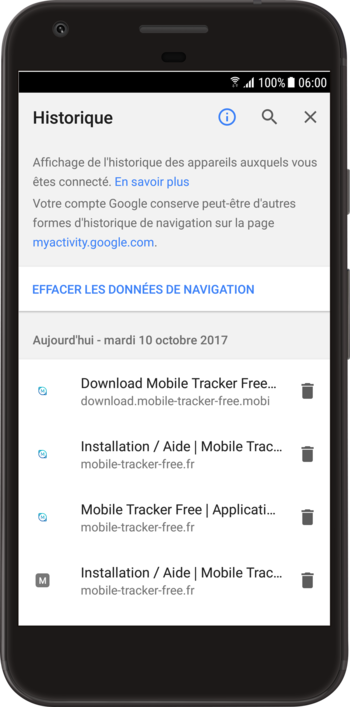 100% 06:00
Historique
Affichage de l'historique des appareils auxquels vous
êtes connecté. En savoir plus
Votre compte Google conserve peut-être d'autres
formes d'historique de navigation sur la page
myactivity.google.com.
EFFACER LES DONNÉES DE NAVIGATION
Aujourd'hui - mardi 10 octobre 2017
Download Mobile Tracker Free...
download.mobile-tracker-free.mobi
Installation / Aide | Mobile Trac...
mobile-tracker-free.fr
Mobile Tracker Free | Applicati...
mobile-tracker-free.fr
M
Installation / Aide | Mobile Trac...
mobile-tracker-free.fr